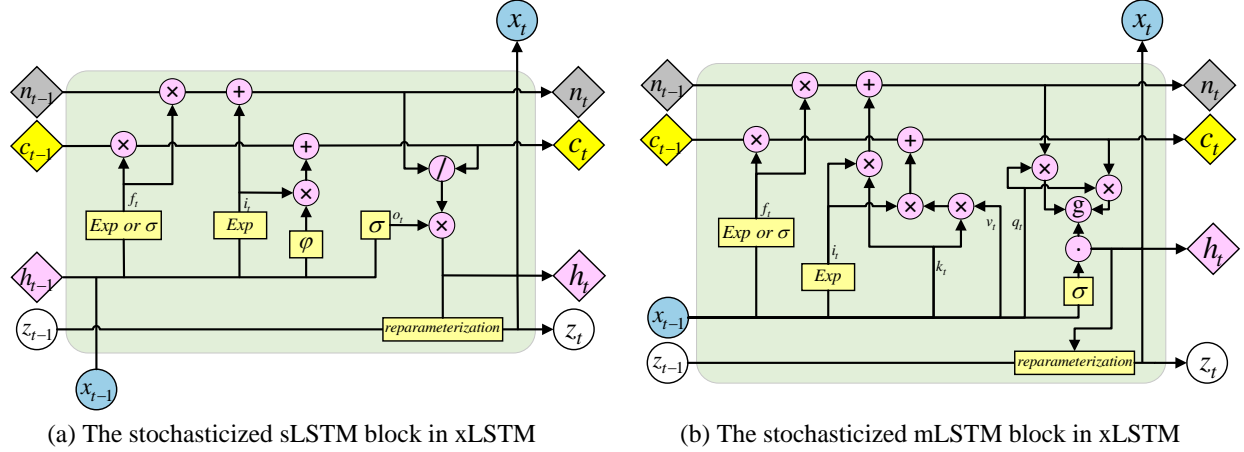 x_t
n_{t−1} × + n_t
c_{t−1} × + c_t
/
f_t i_t ×
Exp or σ Exp φ σ o_t ×
h_{t−1} h_t
z_{t−1} reparameterization z_t
x_{t−1}
(a) The stochasticized sLSTM block in xLSTM
x_t
n_{t−1} × + n_t
c_{t−1} × + c_t
× × ×
f_t × × v_t q_t g
Exp or σ i_t · h_t
Exp k_t σ
x_{t−1}
z_{t−1} reparameterization z_t
(b) The stochasticized mLSTM block in xLSTM